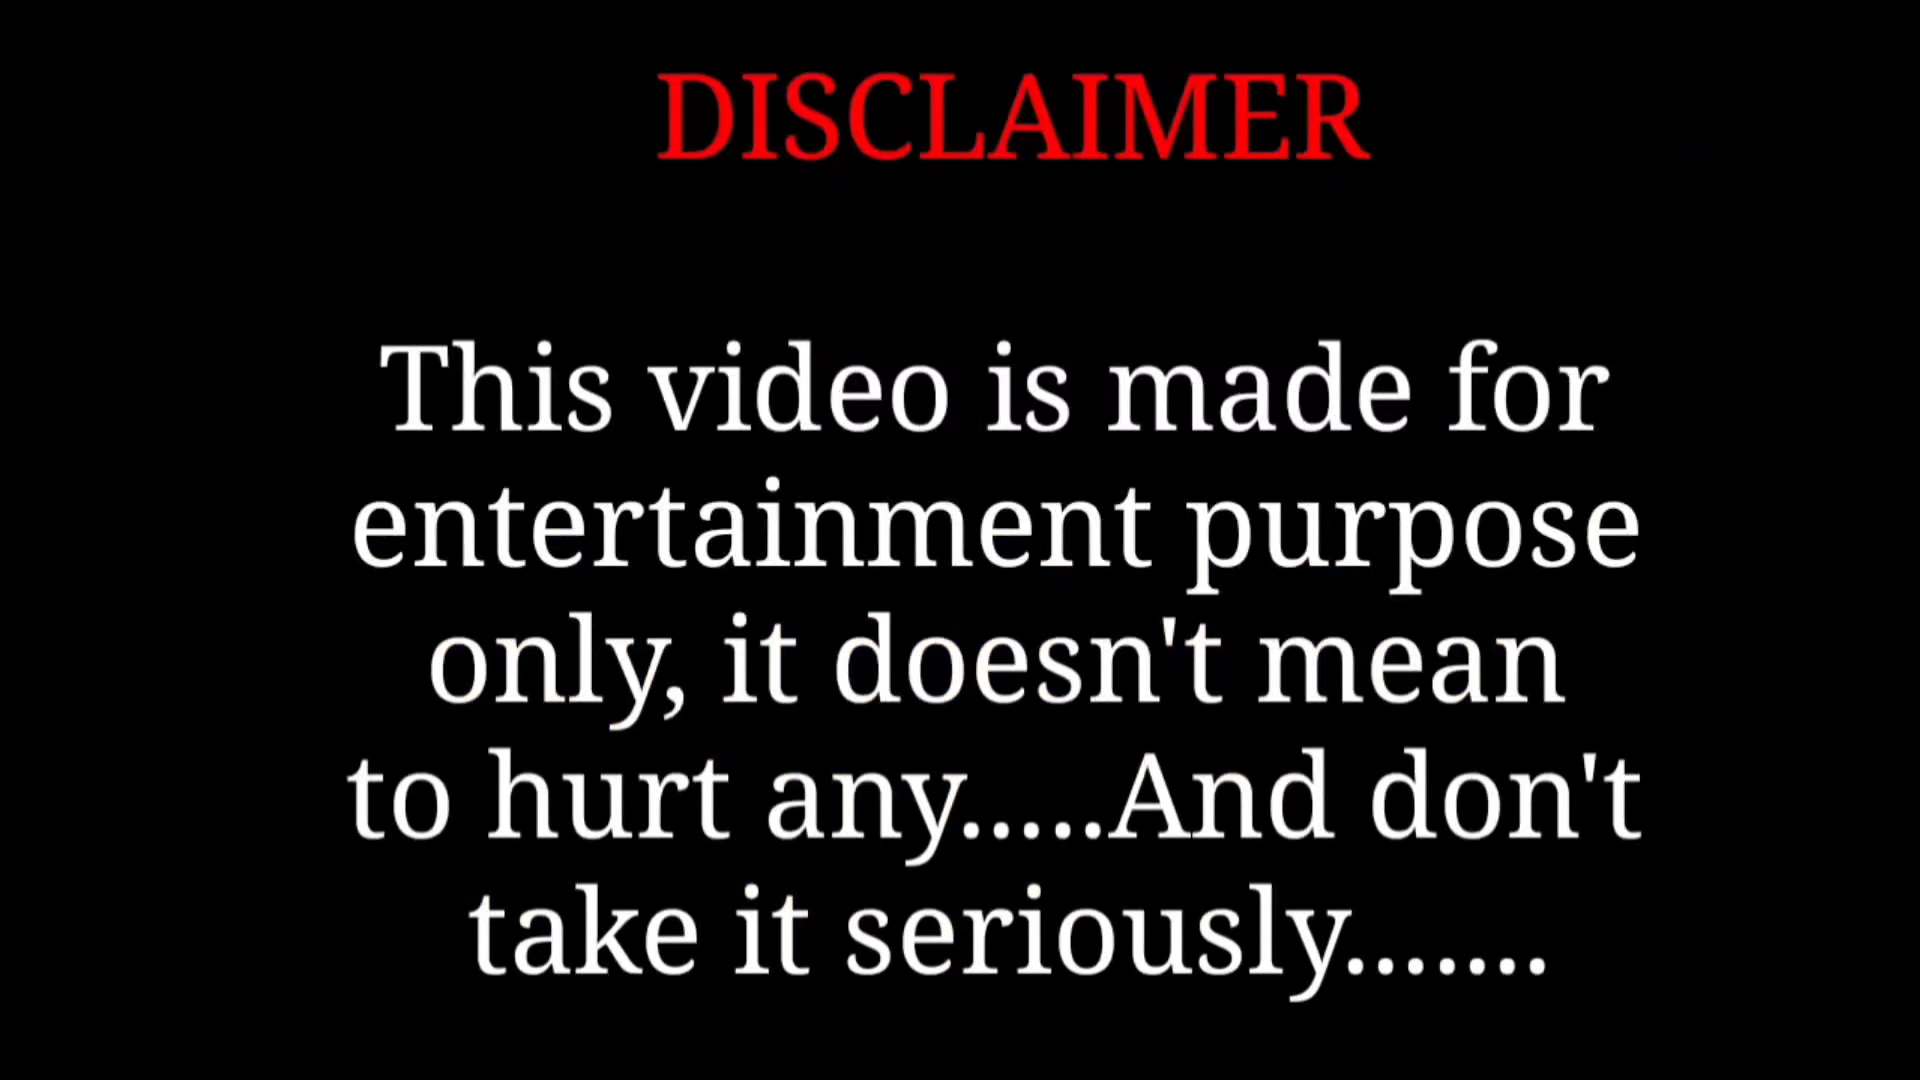 DISCLAIMER
This video is made for
entertainment purpose
only, it doesn't mean
to hurt any.....And don't
take it seriously.......